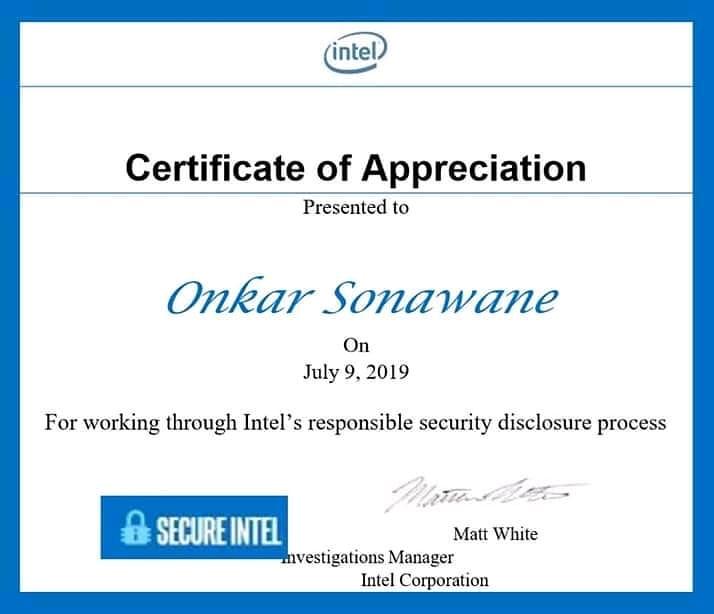 intel
Certificate of Appreciation
Presented to
Onkar Sonawane
On
July 9, 2019
For working through Intel's responsible security disclosure process
SECURE INTEL
Matt White
Investigations Manager
Intel Corporation